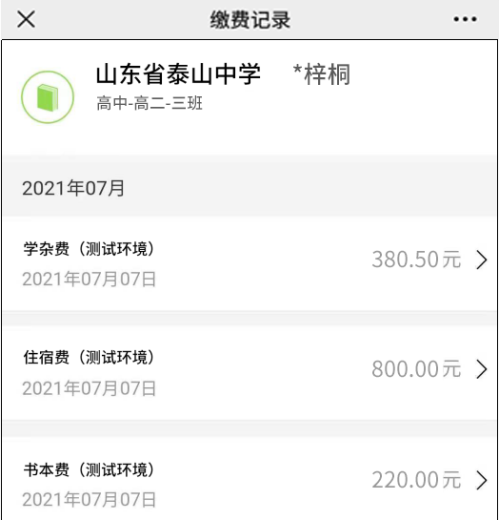 缴费记录
山东省泰山中学 *梓桐
高中-高二-三班
2021年07月
学杂费（测试环境）
380.50元
2021年07月07日
住宿费（测试环境）
800.00元
2021年07月07日
书本费（测试环境）
220.00元
2021年07月07日